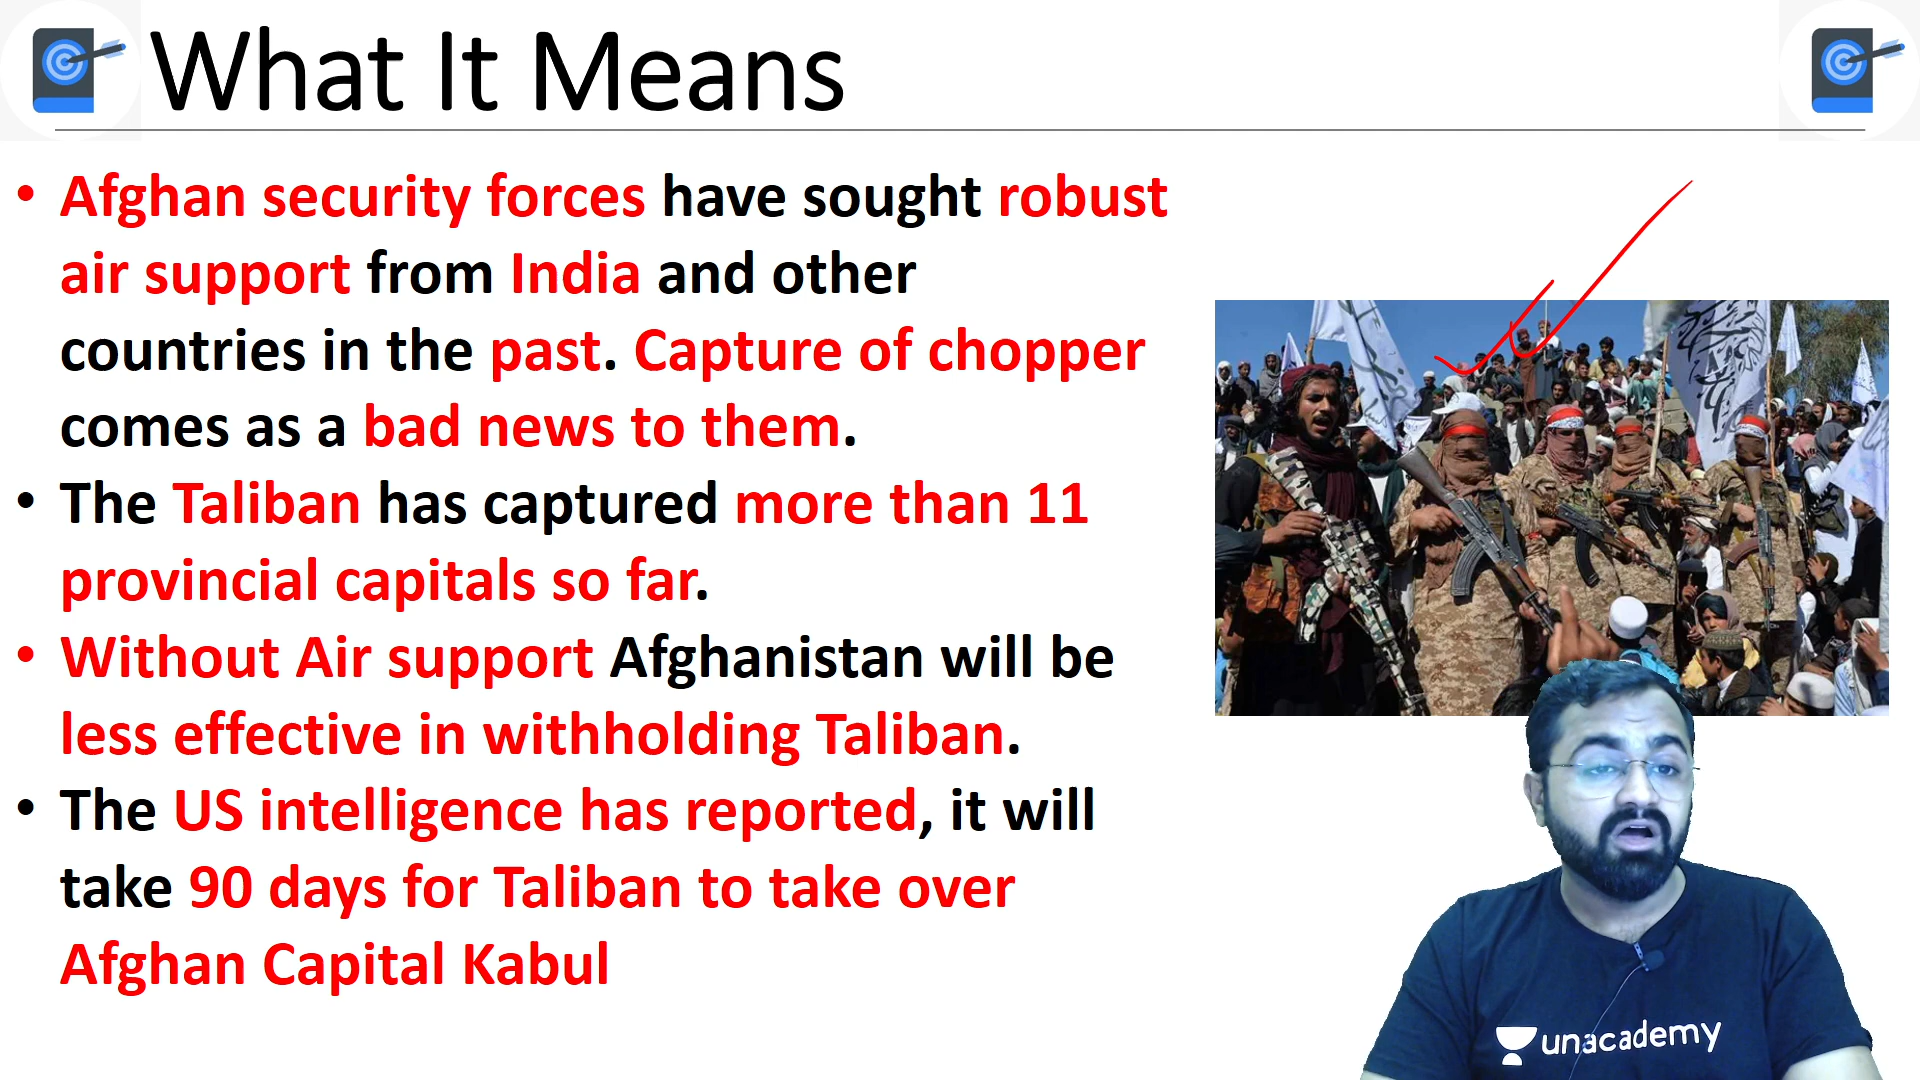 What It Means
• Afghan security forces have sought robust
air support from India and other
countries in the past. Capture of chopper
comes as a bad news to them.
• The Taliban has captured more than 11
provincial capitals so far.
• Without Air support Afghanistan will be
less effective in withholding Taliban.
• The US intelligence has reported, it will
take 90 days for Taliban to take over
Afghan Capital Kabul
unacademy